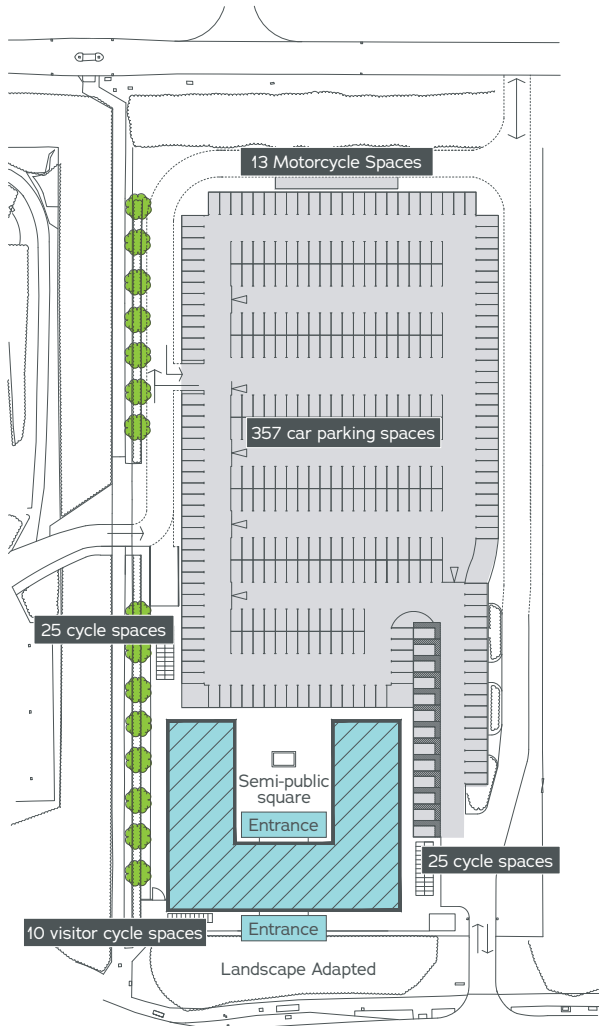 13 Motorcycle Spaces
357 car parking spaces
25 cycle spaces
Semi-public
square
Entrance
25 cycle spaces
10 visitor cycle spaces
Entrance
Landscape Adapted